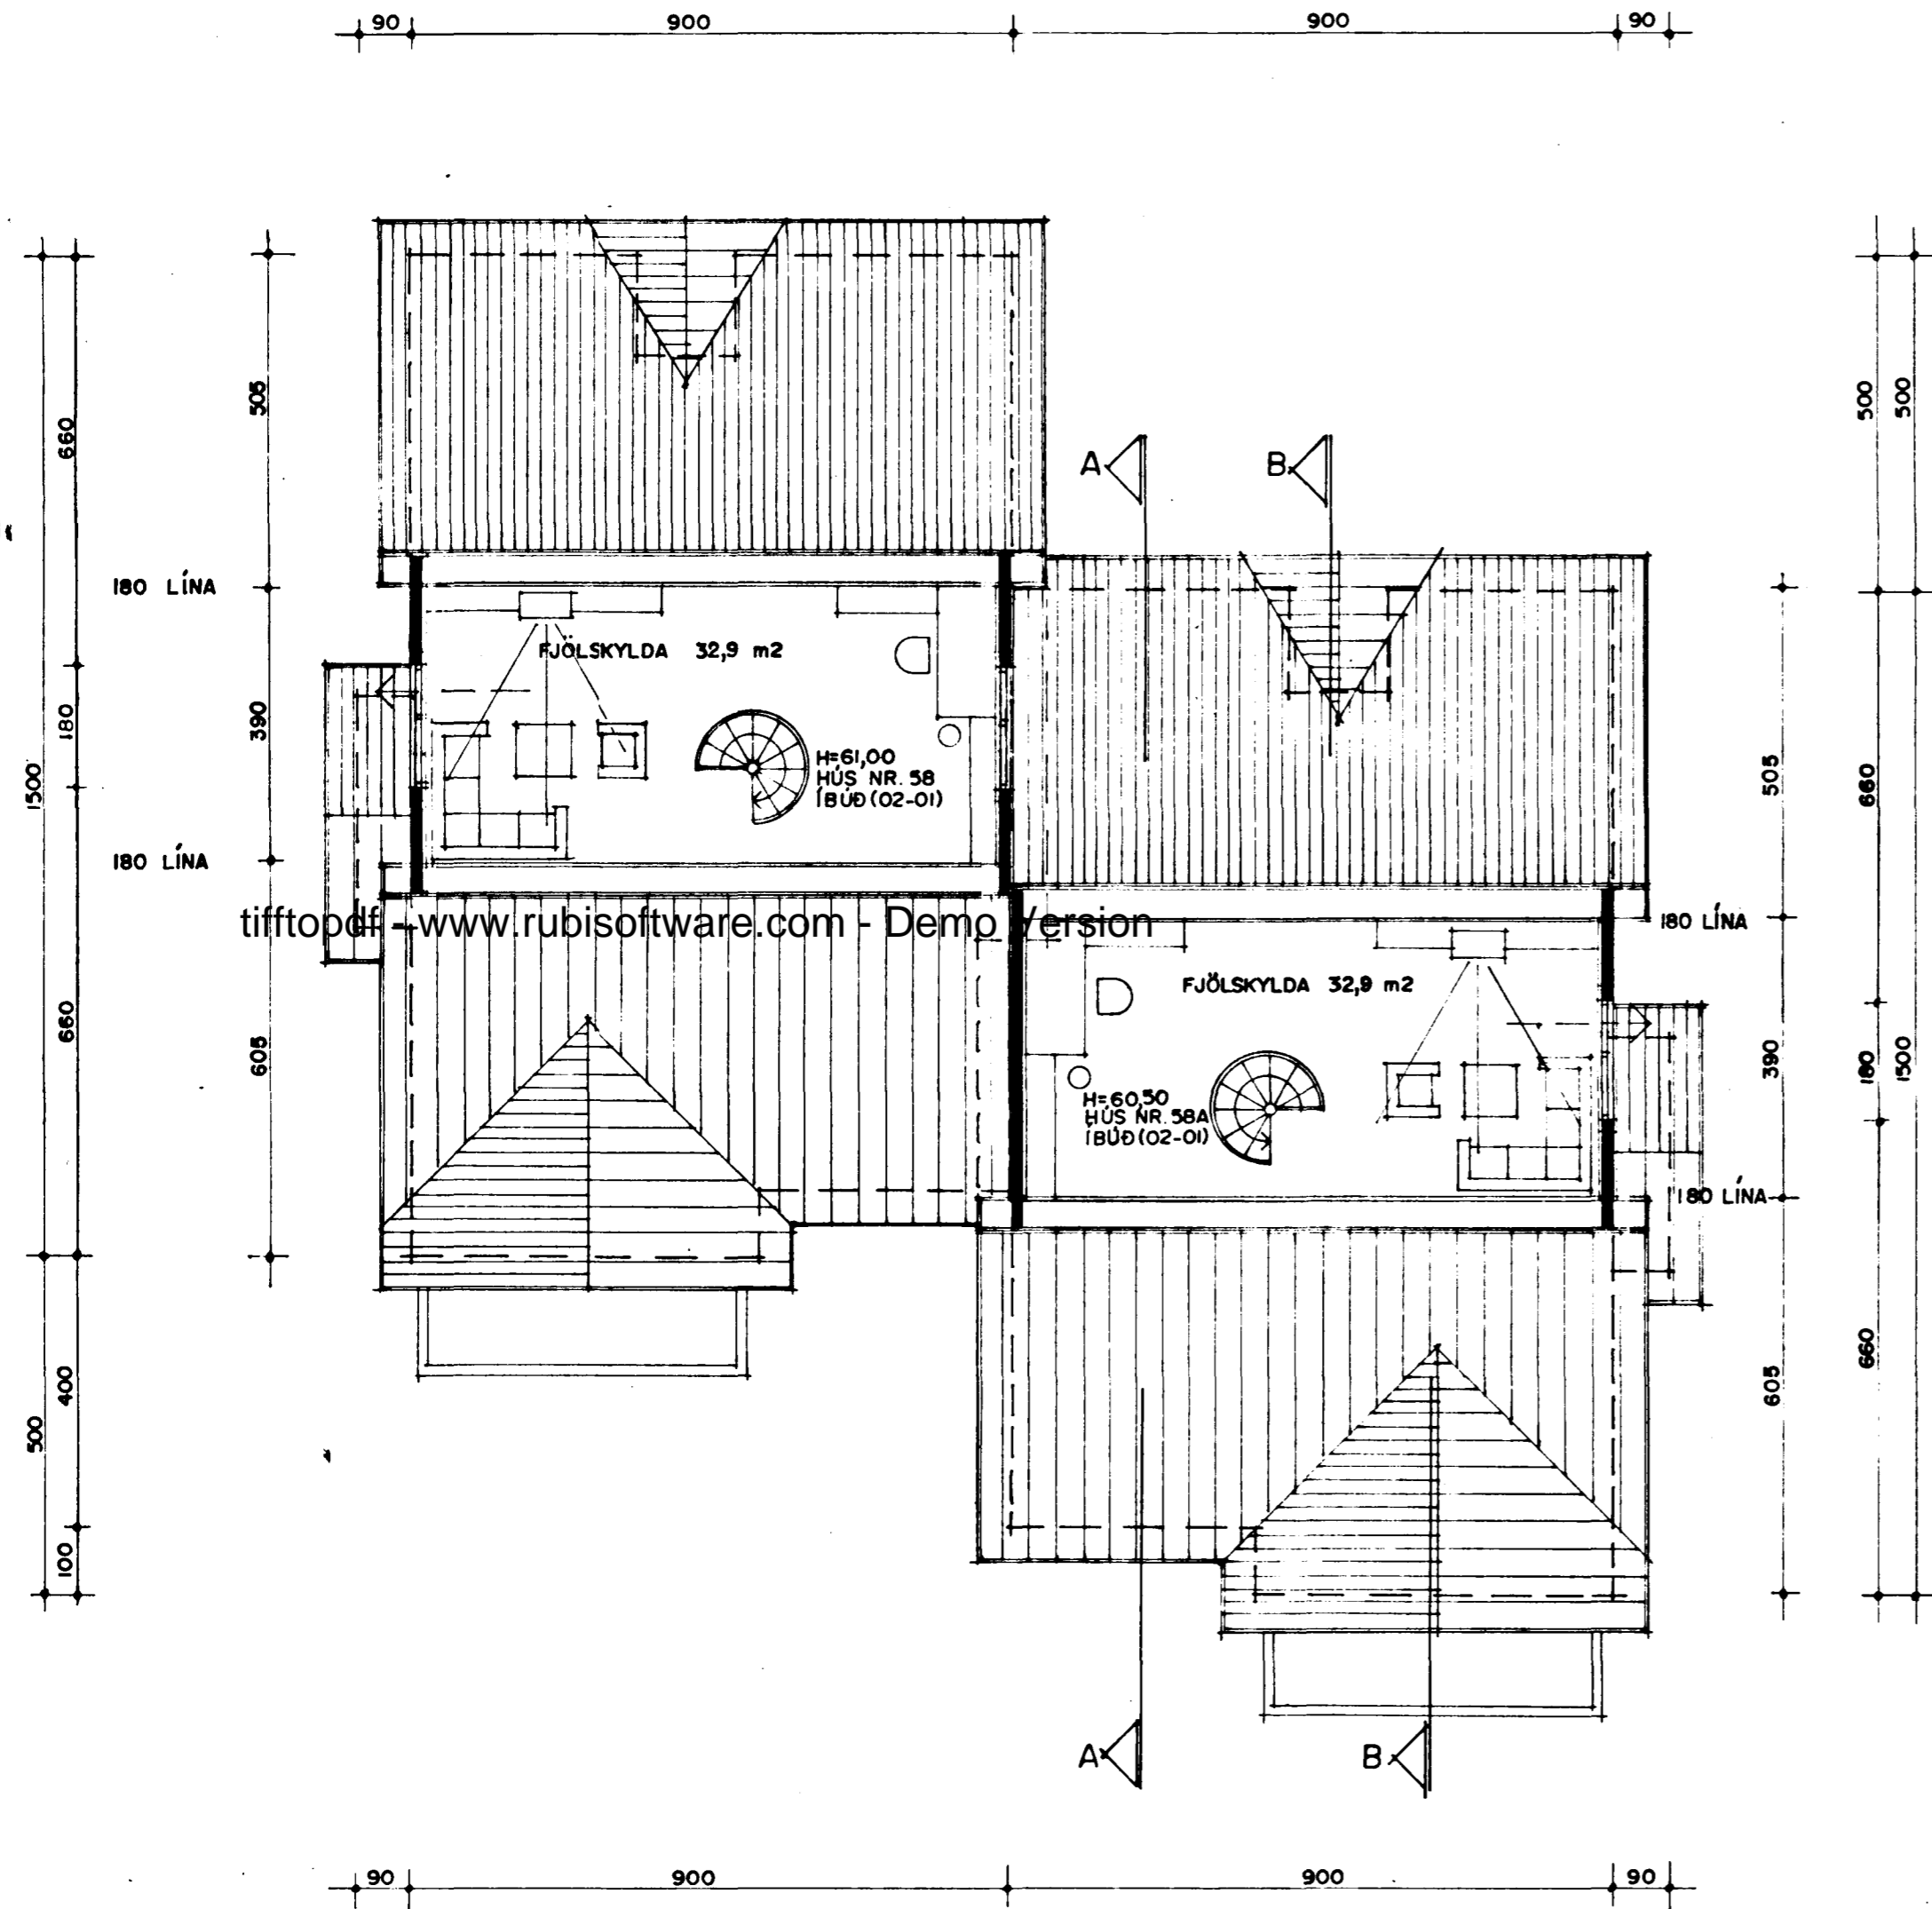 90 900 900 90
660
505
500
500
A
B
180 LÍNA
FJÖLSKYLDA 32,9 m2
180
390
H=61,00
HÚS NR. 58
ÍBÚÐ (02-01)
1500
505
660
180 LÍNA
tifftopdf - www.rubisoftware.com - Demo Version
180 LÍNA
FJÖLSKYLDA 32,9 m2
660
605
H=60,50
HÚS NR. 58A
ÍBÚÐ (02-01)
390
180
1500
180 LÍNA
400
500
100
605
660
A
B
90 900 900 90